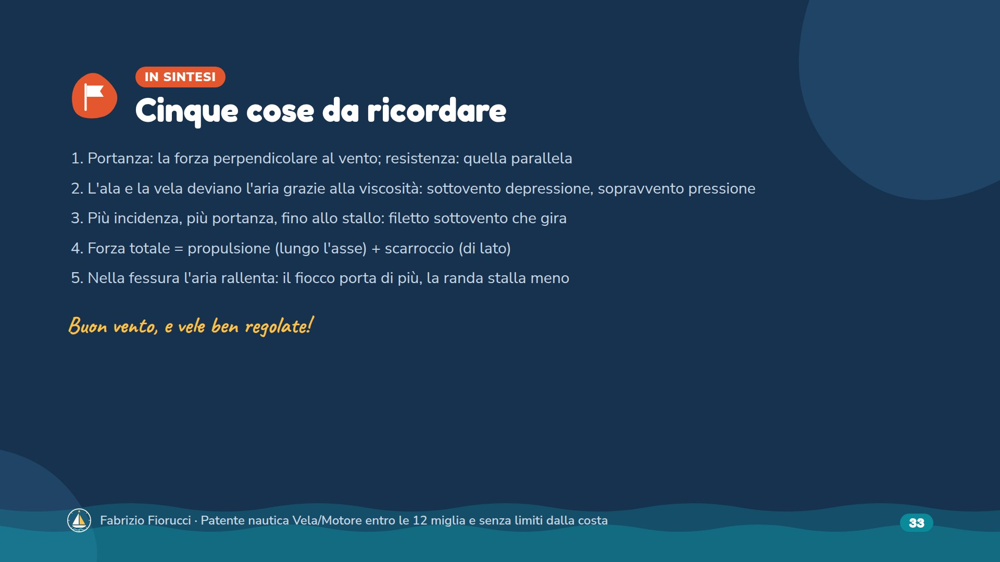 IN SINTESI
Cinque cose da ricordare
1. Portanza: la forza perpendicolare al vento; resistenza: quella parallela
2. L'ala e la vela deviano l'aria grazie alla viscosità: sottovento depressione, sopravvento pressione
3. Più incidenza, più portanza, fino allo stallo: filetto sottovento che gira
4. Forza totale = propulsione (lungo l'asse) + scarroccio (di lato)
5. Nella fessura l'aria rallenta: il fiocco porta di più, la randa stalla meno
Buon vento, e vele ben regolate!
Fabrizio Fiorucci · Patente nautica Vela/Motore entro le 12 miglia e senza limiti dalla costa
33